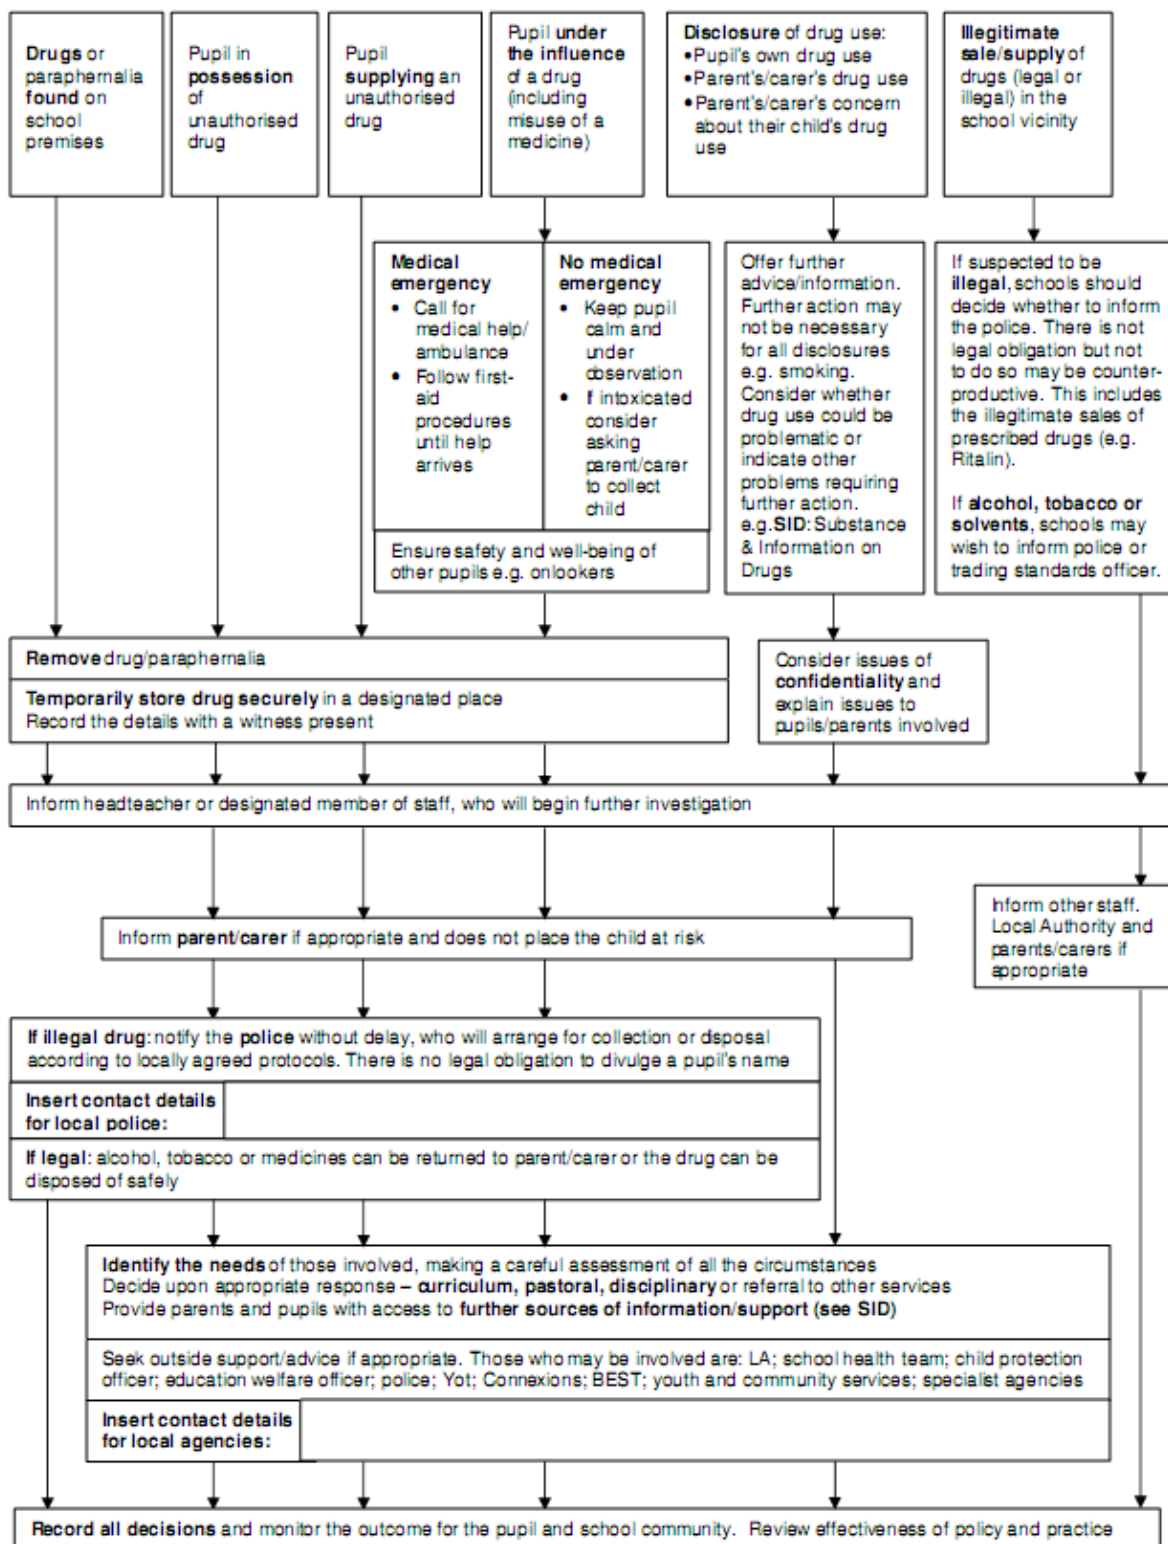 Drugs or
paraphernalia
found on
school
premises
Pupil in
possession
of
unauthorised
drug
Pupil
supplying an
unauthorised
drug
Pupil under
the influence
of a drug
(including
misuse of a
medicine)
Disclosure of drug use:
•Pupil's own drug use
•Parent's/carer's drug use
•Parent's/carer's concern
about their child's drug
use
Illegitimate
sale/supply of
drugs (legal or
illegal) in the
school vicinity
Medical
emergency
• Call for
medical help/
ambulance
• Follow first-
aid
procedures
until help
arrives
No medical
emergency
• Keep pupil
calm and
under
observation
• If intoxicated
consider
asking
parent/carer
to collect
child
Ensure safety and well-being of
other pupils e.g. onlookers
Offer further
advice/information.
Further action may
not be necessary
for all disclosures
e.g. smoking.
Consider whether
drug use could be
problematic or
indicate other
problems requiring
further action.
e.g. SID: Substance
& Information on
Drugs
If suspected to be
illegal, schools should
decide whether to inform
the police. There is not
legal obligation but not
to do so may be counter-
productive. This includes
the illegitimate sales of
prescribed drugs (e.g.
Ritalin).
If alcohol, tobacco or
solvents, schools may
wish to inform police or
trading standards officer.
Remove drug/paraphernalia
Temporarily store drug securely in a designated place
Record the details with a witness present
Consider issues of
confidentiality and
explain issues to
pupils/parents involved
Inform headteacher or designated member of staff, who will begin further investigation
Inform parent/carer if appropriate and does not place the child at risk
Inform other staff.
Local Authority and
parents/carers if
appropriate
If illegal drug: notify the police without delay, who will arrange for collection or disposal
according to locally agreed protocols. There is no legal obligation to divulge a pupil's name
Insert contact details
for local police:
If legal: alcohol, tobacco or medicines can be returned to parent/carer or the drug can be
disposed of safely
Identify the needs of those involved, making a careful assessment of all the circumstances
Decide upon appropriate response – curriculum, pastoral, disciplinary or referral to other services
Provide parents and pupils with access to further sources of information/support (see SID)
Seek outside support/advice if appropriate. Those who may be involved are: LA; school health team; child protection
officer; education welfare officer; police; Yot; Connexions; BEST; youth and community services; specialist agencies
Insert contact details
for local agencies:
Record all decisions and monitor the outcome for the pupil and school community. Review effectiveness of policy and practice